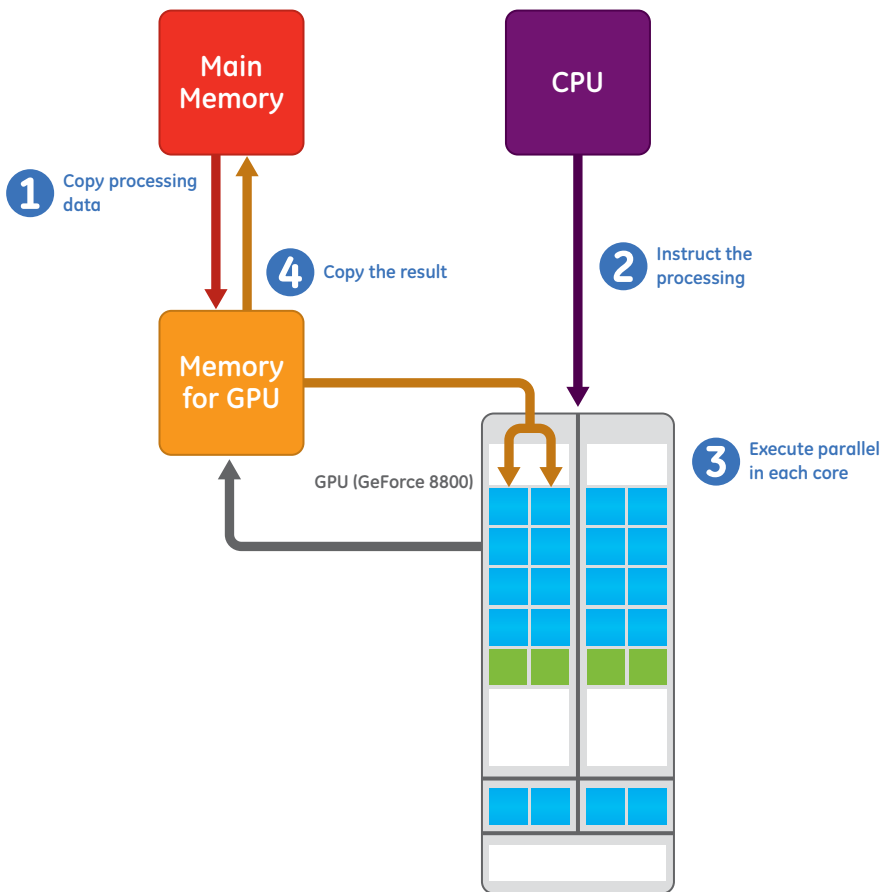 Main
Memory
CPU
1
Copy processing
data
4
Copy the result
2
Instruct the
processing
Memory
for GPU
GPU (GeForce 8800)
3
Execute parallel
in each core